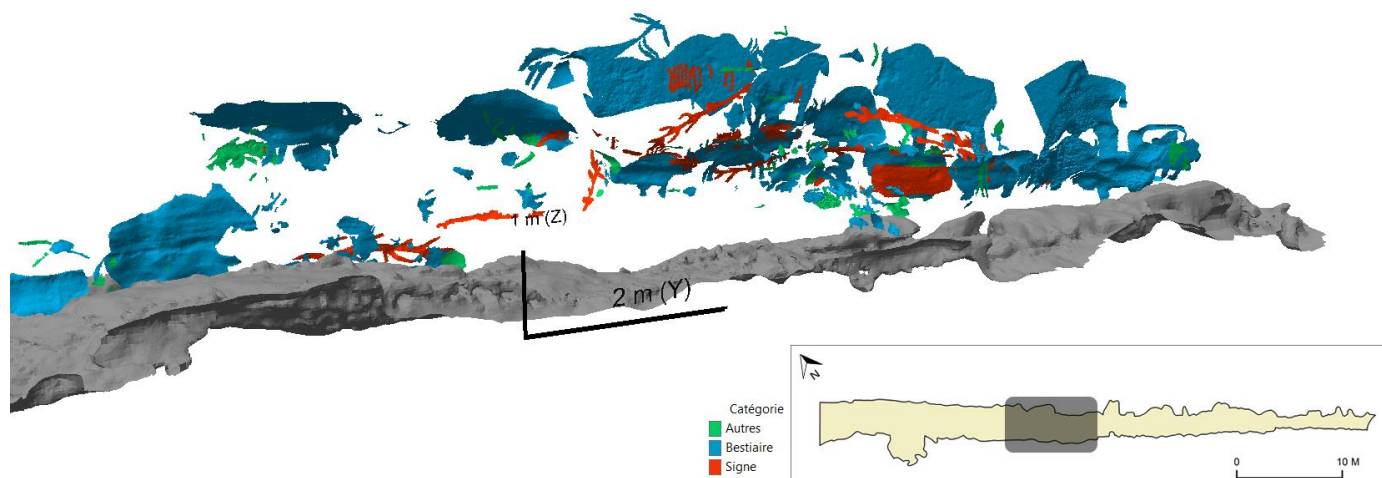 1 m (Z)
2 m (Y)
N
Catégorie
Autres
Bestiaire
Signe
0 10 M